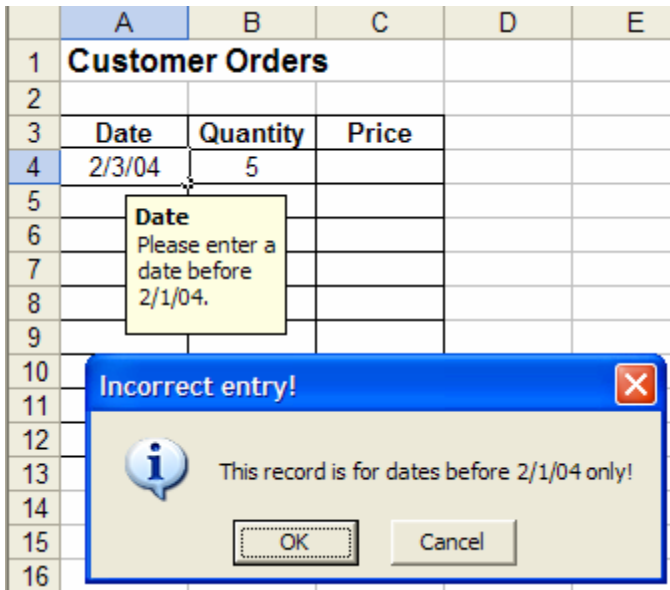 A B C D E
1 Customer Orders
2
3 Date Quantity Price
4 2/3/04 5
5
Date
6
Please enter a
7
date before
8
2/1/04.
9
10
Incorrect entry!
11
12
13
This record is for dates before 2/1/04 only!
14
15
OK Cancel
16